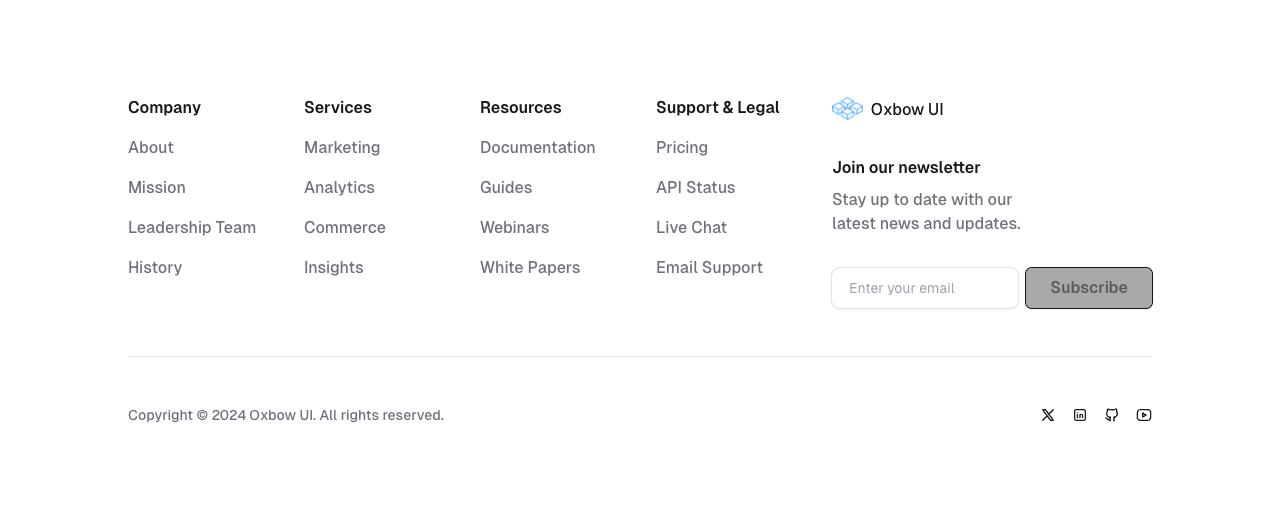 Company
About
Mission
Leadership Team
History
Services
Marketing
Analytics
Commerce
Insights
Resources
Documentation
Guides
Webinars
White Papers
Support & Legal
Pricing
API Status
Live Chat
Email Support
Oxbow UI
Join our newsletter
Stay up to date with our
latest news and updates.
Enter your email
Subscribe
Copyright © 2024 Oxbow UI. All rights reserved.